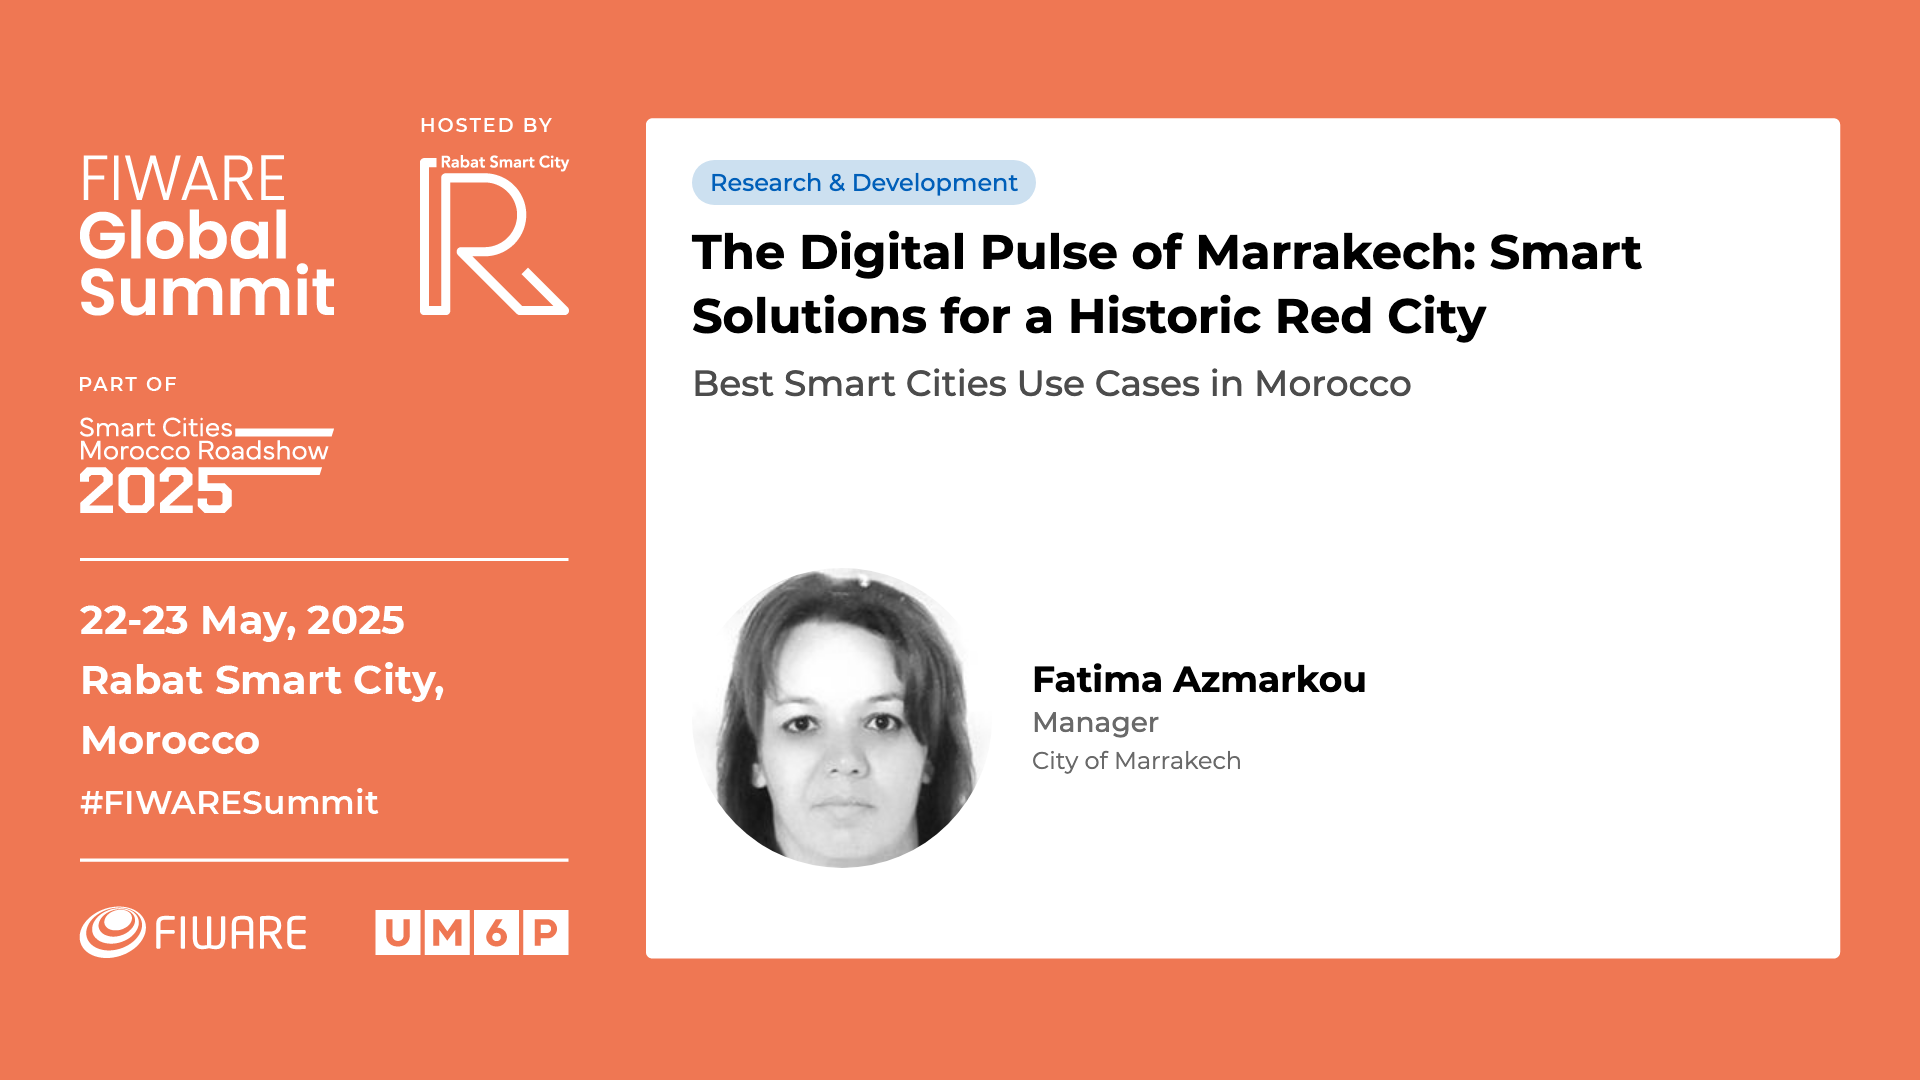 HOSTED BY
FIWARE
Global
Summit
Rabat Smart City
R
PART OF
Smart Cities
Morocco Roadshow
2025
22-23 May, 2025
Rabat Smart City,
Morocco
#FIWARESummit
FIWARE
UM6P
Research & Development
The Digital Pulse of Marrakech: Smart
Solutions for a Historic Red City
Best Smart Cities Use Cases in Morocco
Fatima Azmarkou
Manager
City of Marrakech